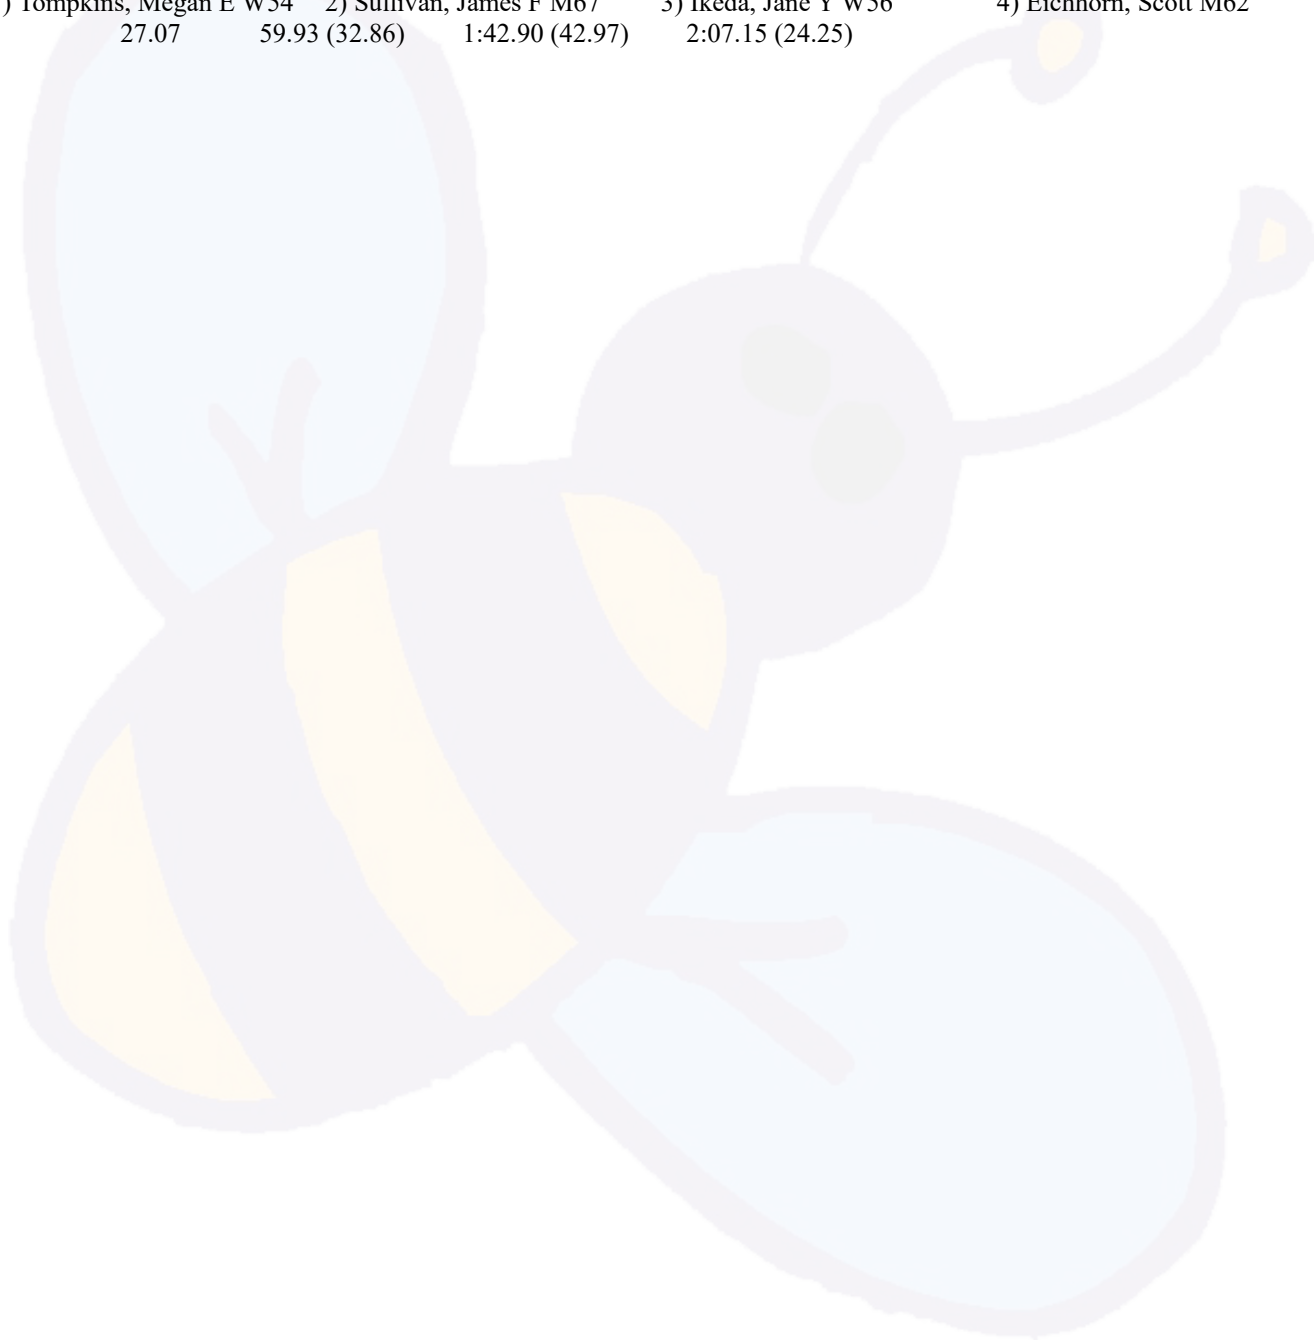 ) Tompkins, Megan E W54 2) Sullivan, James F M67 3) Ikeda, Jane Y W56 4) Eichhorn, Scott M62
27.07 59.93 (32.86) 1:42.90 (42.97) 2:07.15 (24.25)